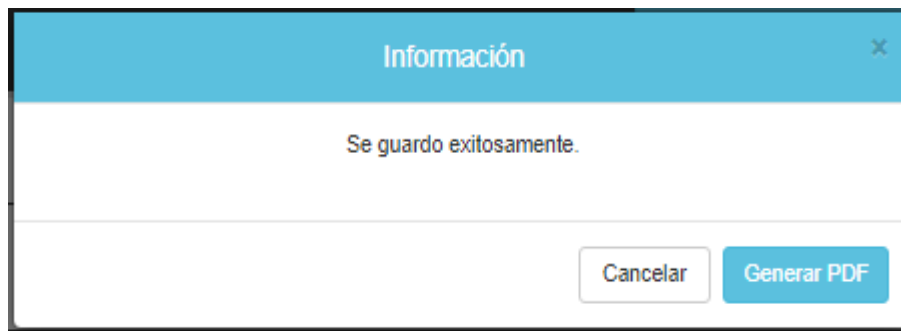 Información
×
Se guardo exitosamente.
Cancelar
Generar PDF